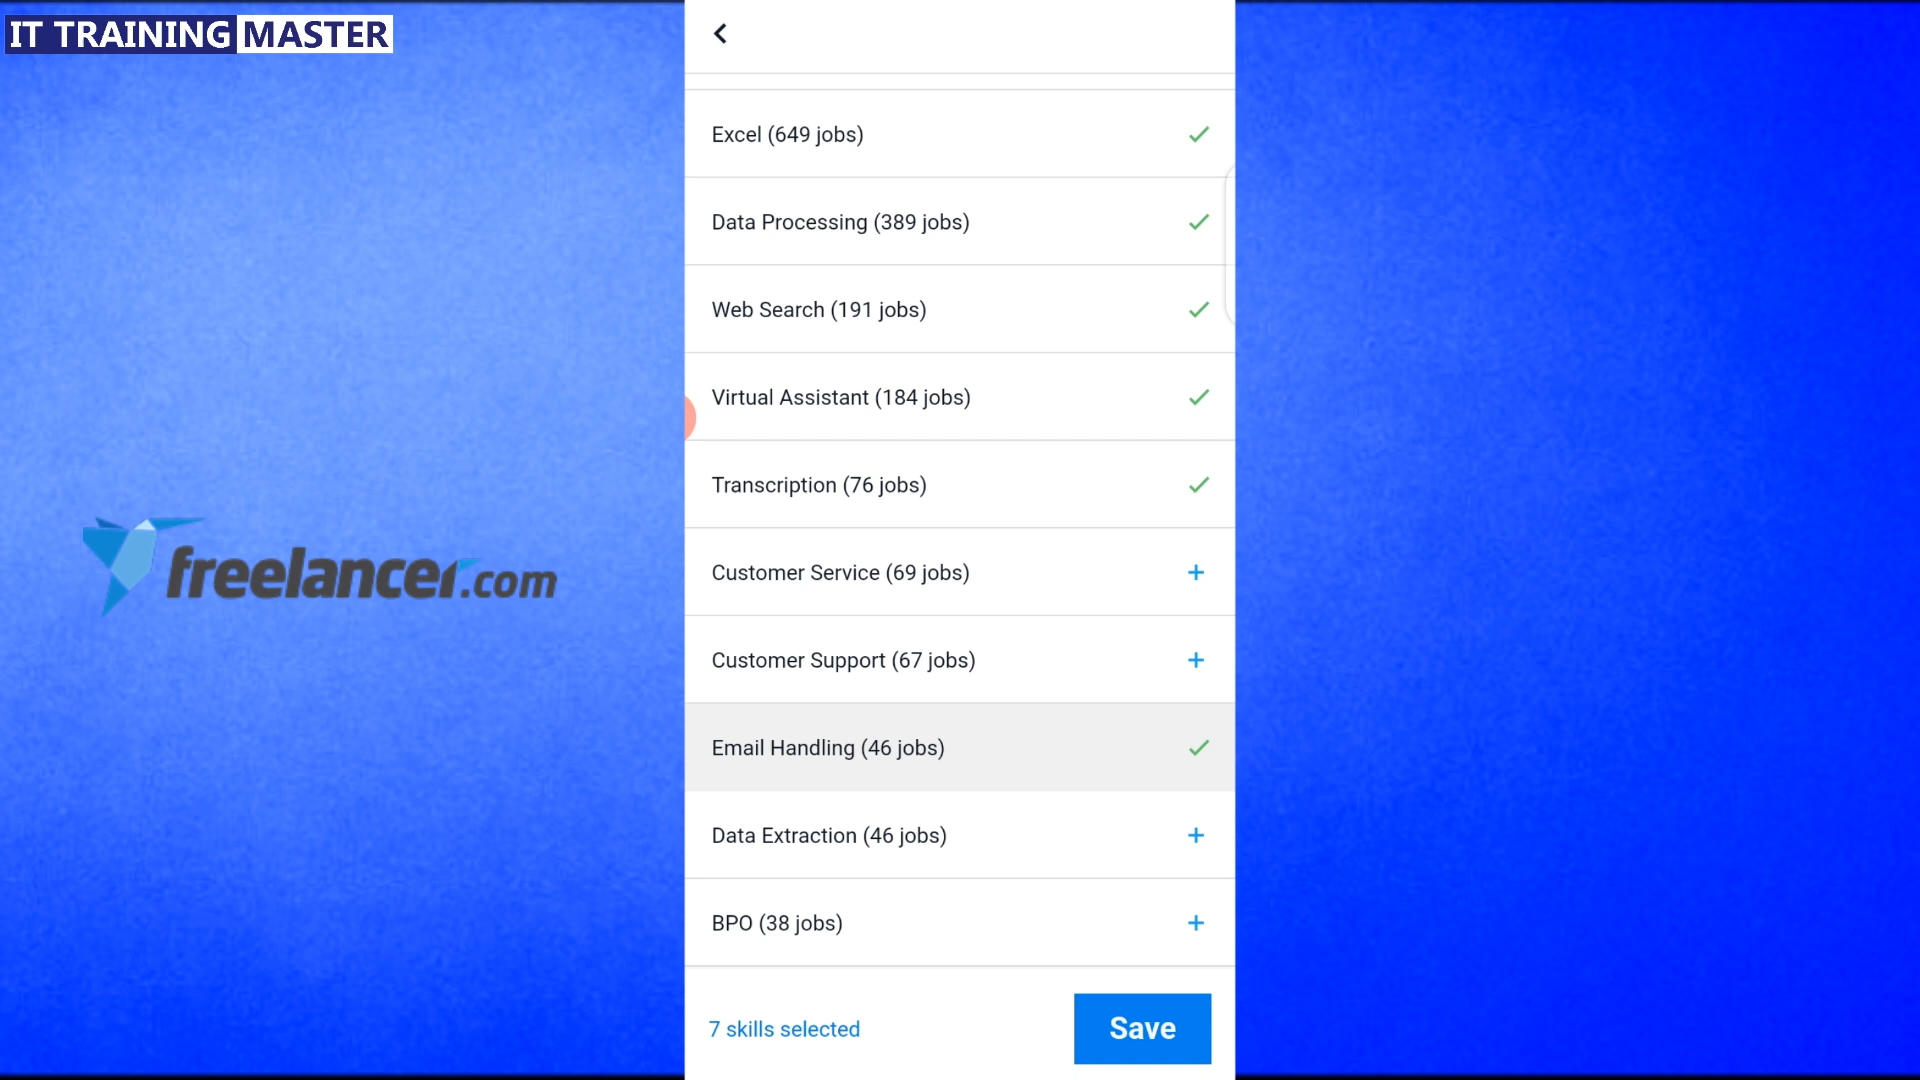 IT TRAINING MASTER
Excel (649 jobs)
Data Processing (389 jobs)
Web Search (191 jobs)
Virtual Assistant (184 jobs)
Transcription (76 jobs)
Customer Service (69 jobs)
freelancer.com
Customer Support (67 jobs)
Email Handling (46 jobs)
Data Extraction (46 jobs)
BPO (38 jobs)
7 skills selected
Save